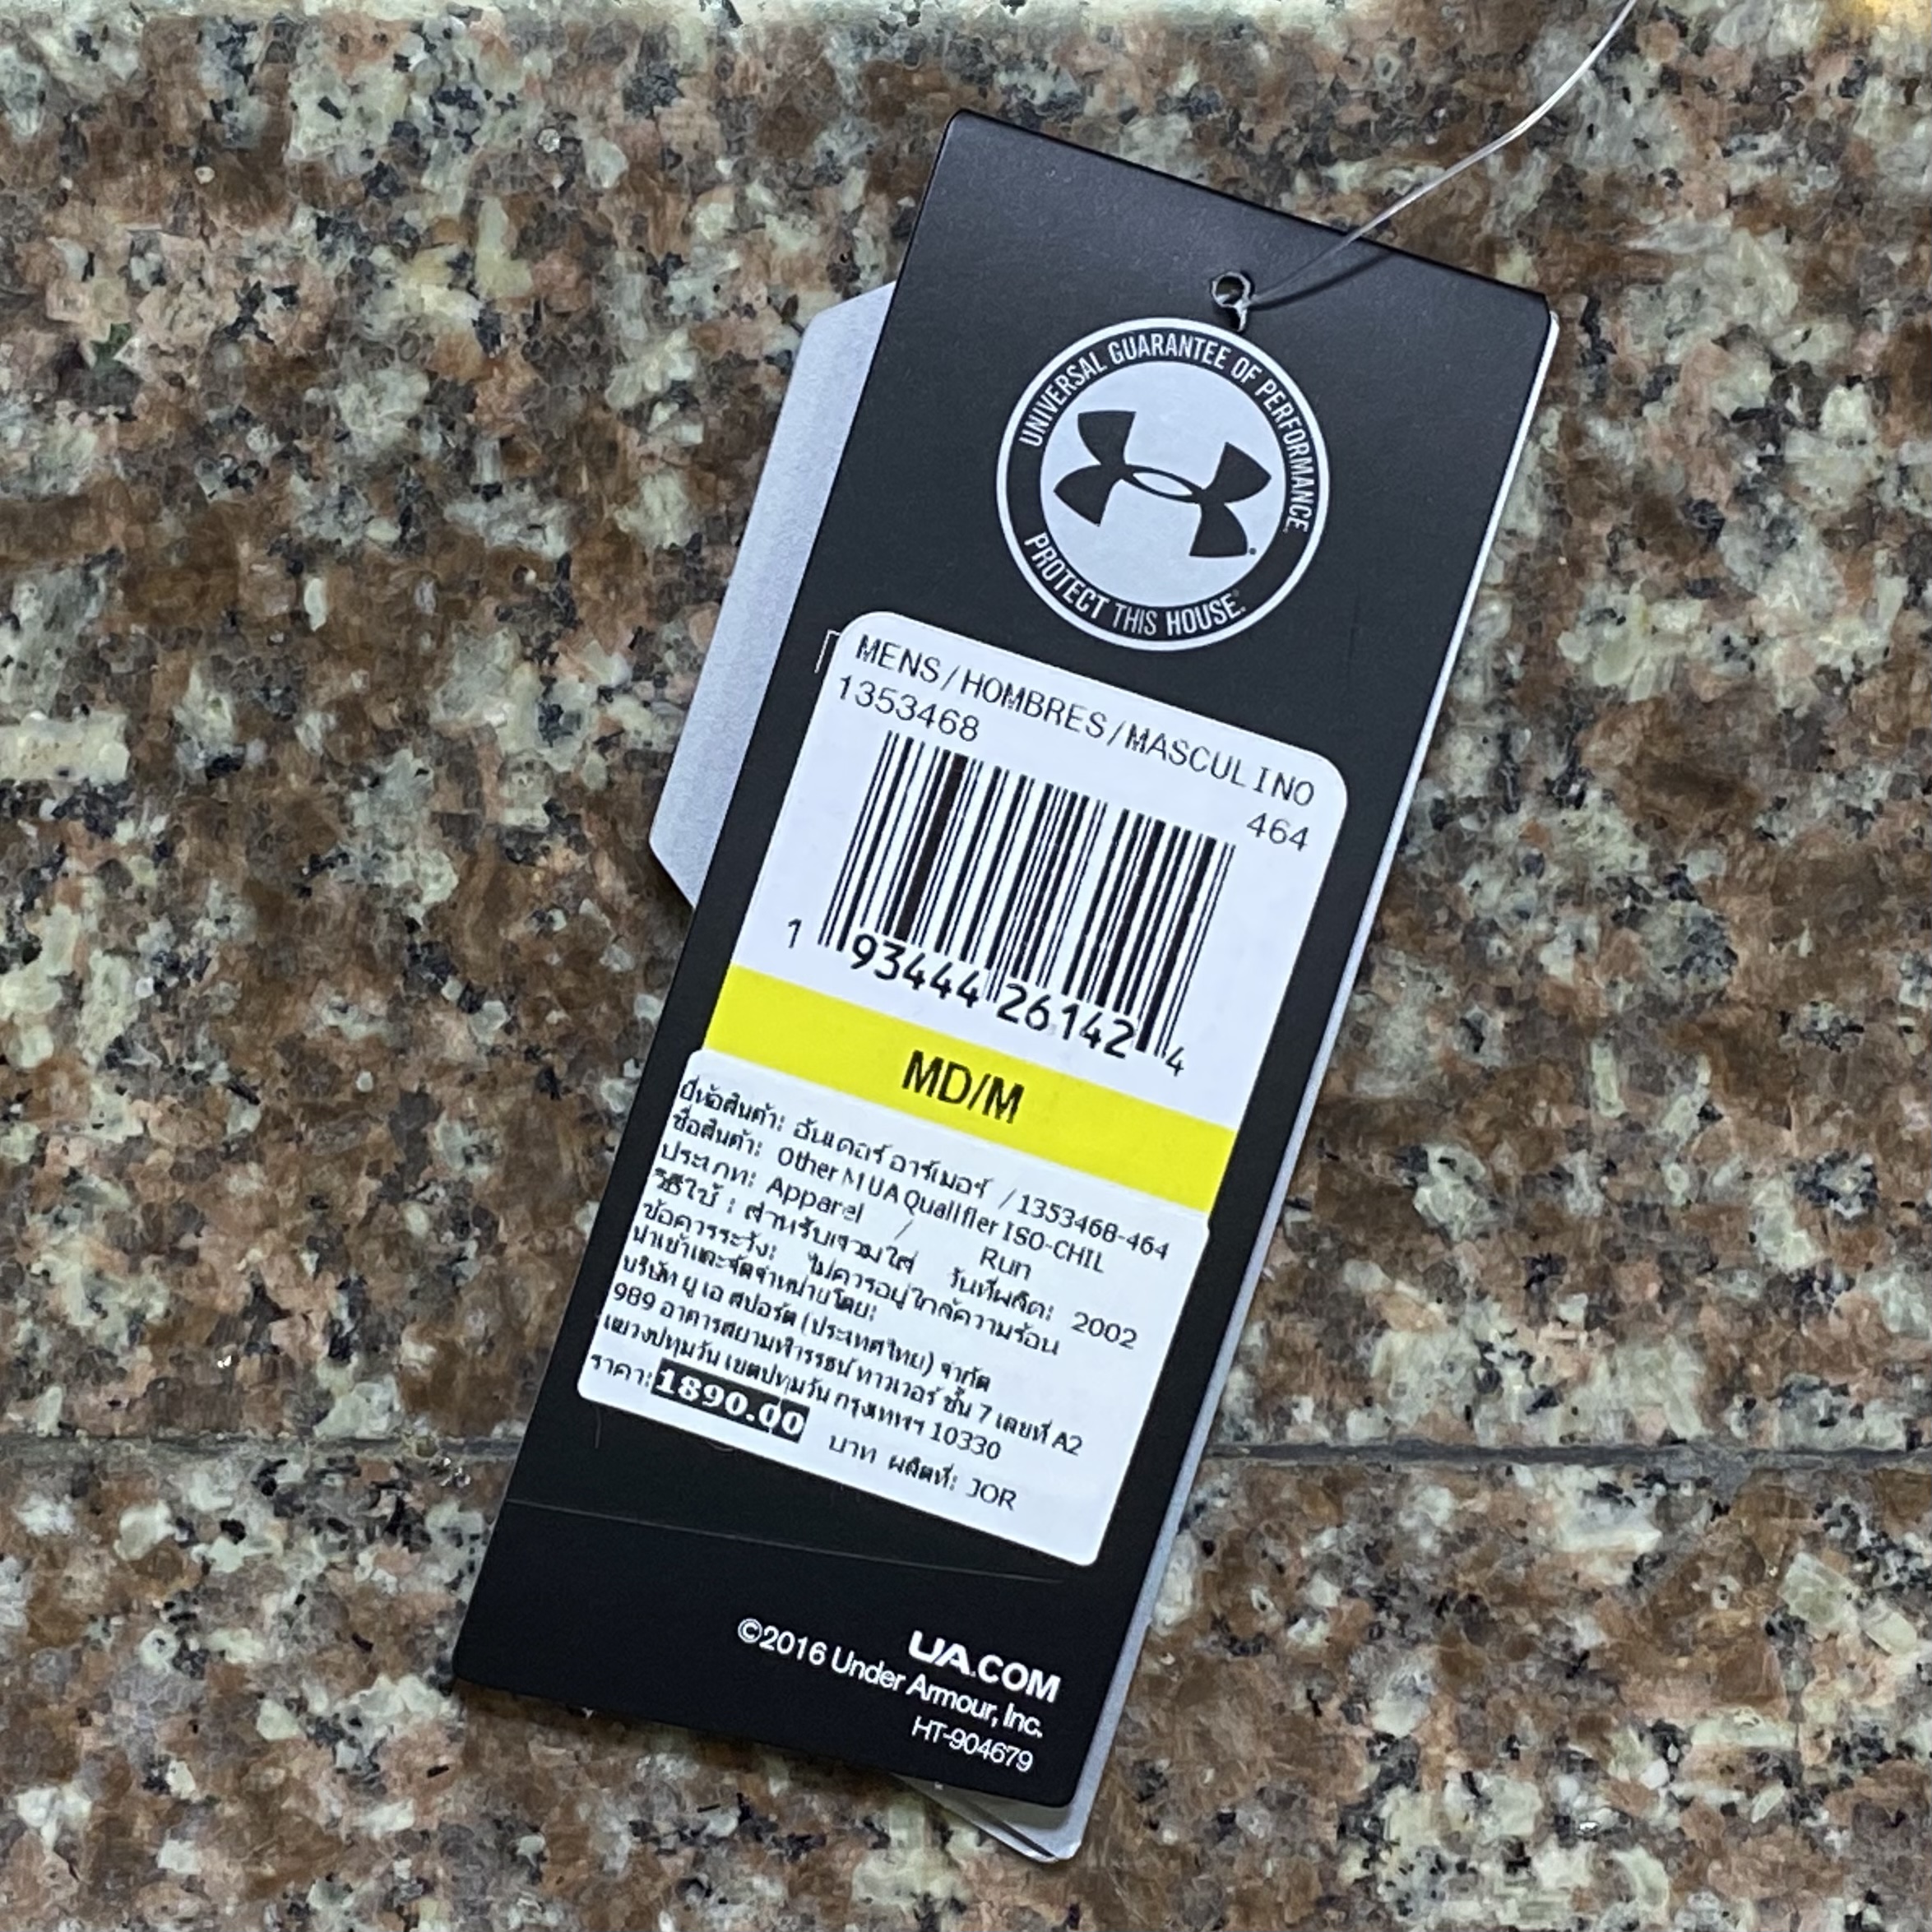 UNIVERSAL GUARANTEE OF PERFORMANCE.
PROTECT THIS HOUSE.
MENS/HOMBRES/MASCULINO
1353468
464
1 93444 26142 4
MD/M
ยี่ห้อสินค้า: อันเดอร์ อาร์เมอร์ / 1353468-464
ชื่อสินค้า: Other M UA Qualifier ISO-CHIL
ประเภท: Apparel / Run
วิธีใช้ : สำหรับสวมใส่ วันที่ผลิต: 2002
ข้อควรระวัง: ไม่ควรอยู่ใกล้ความร้อน
นำเข้าและจัดจำหน่ายโดย:
บริษัท ยู เอ สปอร์ต (ประเทศไทย) จำกัด
989 อาคารสยามพิวรรธน์ ทาวเวอร์ ชั้น 7 เลขที่ A2
แขวงปทุมวัน เขตปทุมวัน กรุงเทพฯ 10330
ราคา: 1890.00 บาท ผลิตที่: JOR
UA.COM
©2016 Under Armour, Inc.
HT-904679